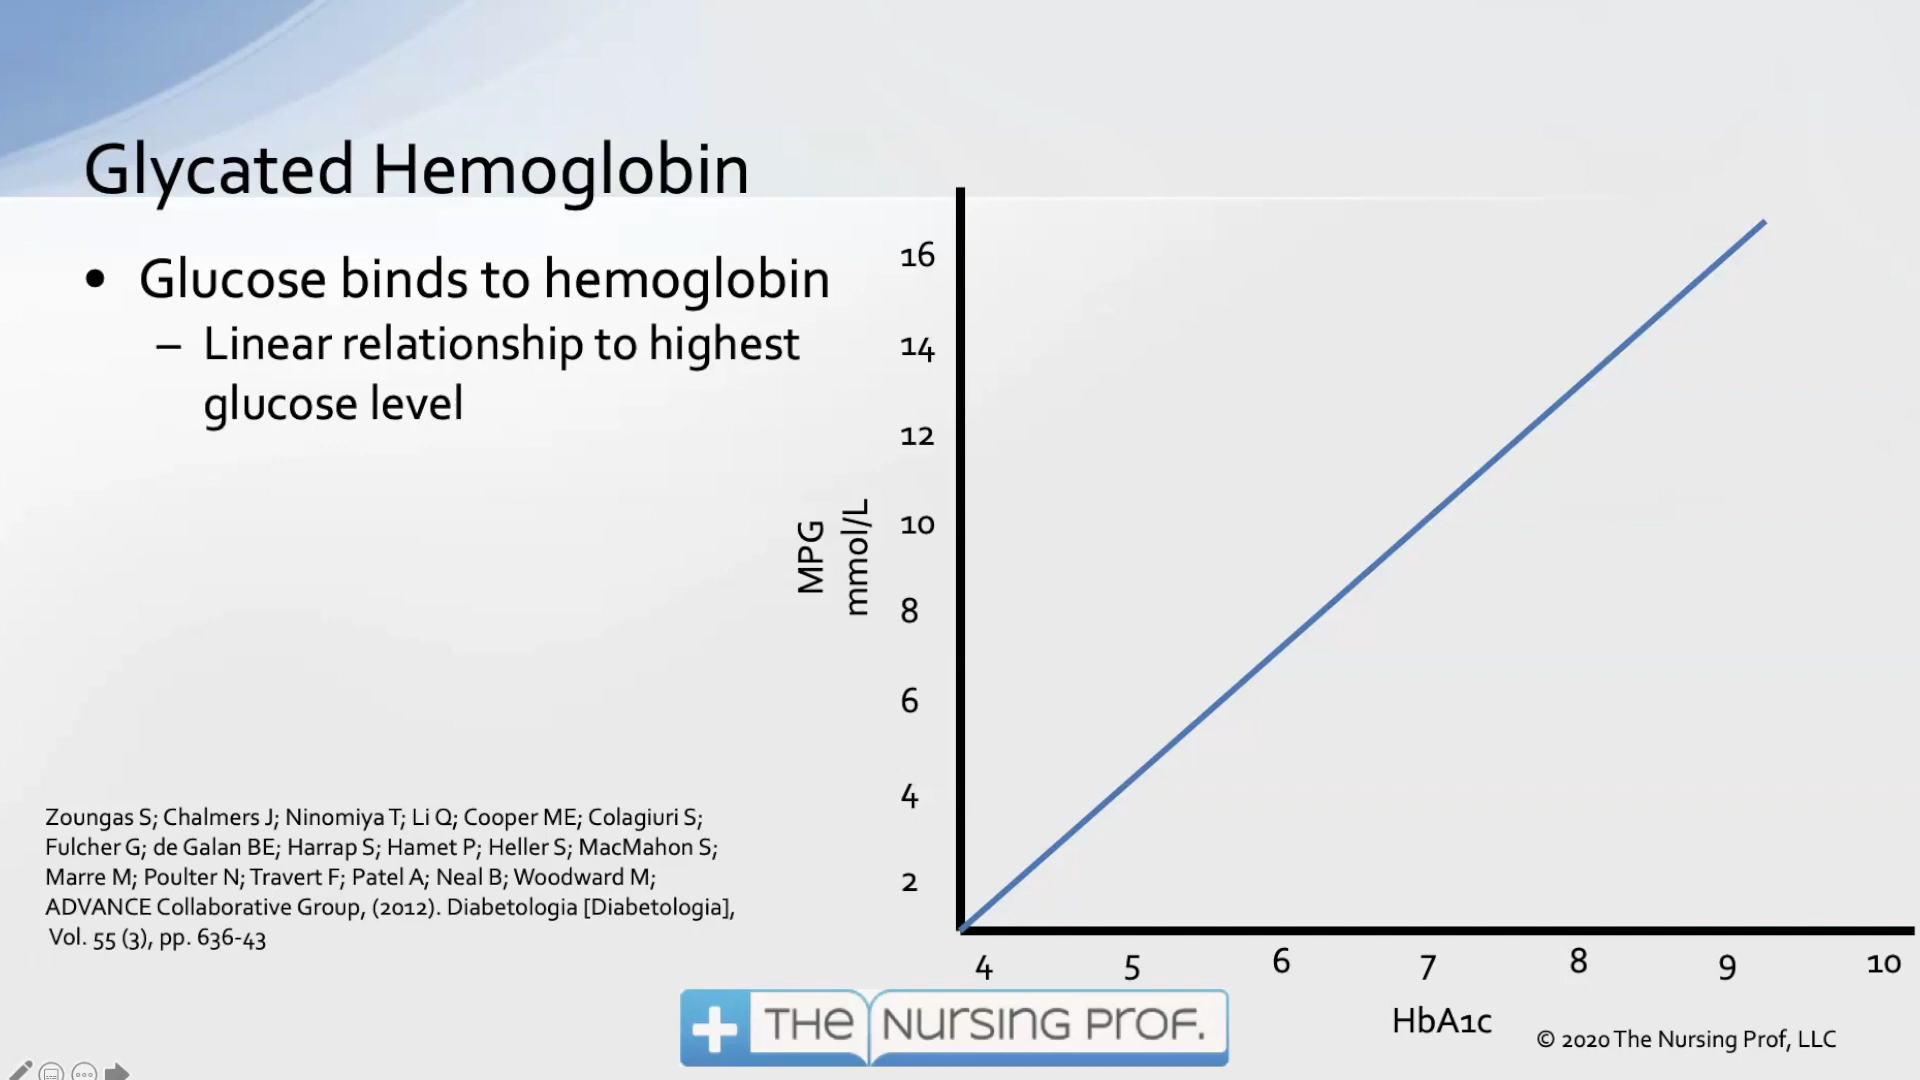 Glycated Hemoglobin
• Glucose binds to hemoglobin
– Linear relationship to highest
glucose level
Zoungas S; Chalmers J; Ninomiya T; Li Q; Cooper ME; Colagiuri S;
Fulcher G; de Galan BE; Harrap S; Hamet P; Heller S; MacMahon S;
Marre M; Poulter N; Travert F; Patel A; Neal B; Woodward M;
ADVANCE Collaborative Group, (2012). Diabetologia [Diabetologia],
Vol. 55 (3), pp. 636-43
MPG
mmol/L
16
14
12
10
8
6
4
2
4 5 6 7 8 9 10
HbA1c
THE NURSING PROF.
© 2020 The Nursing Prof, LLC